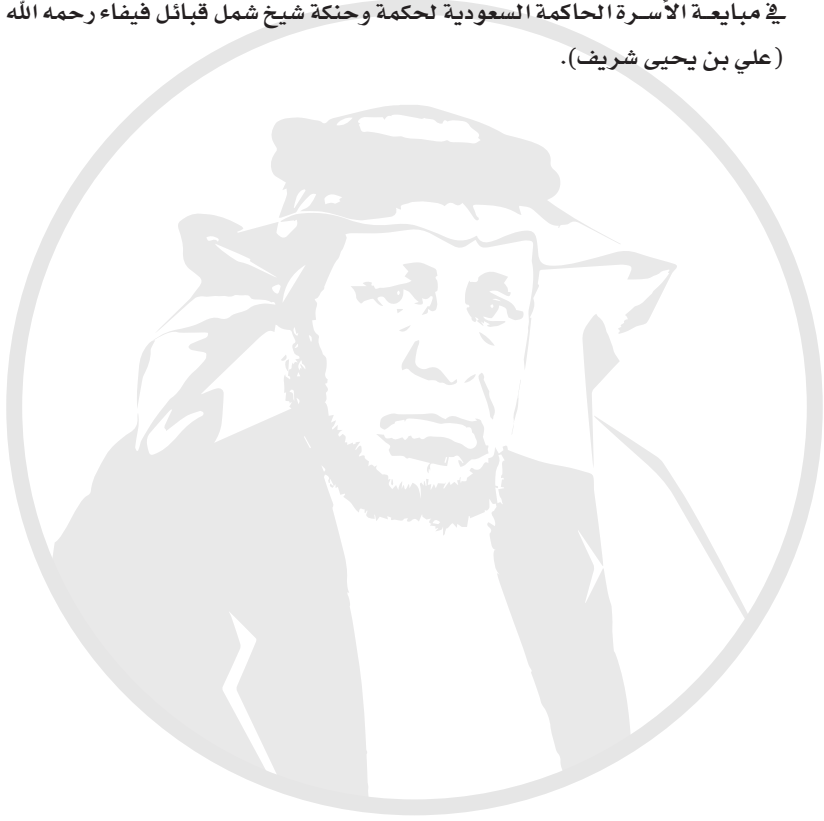 في مبايعة الأسرة الحاكمة السعودية لحكمة وحنكة شيخ شمل قبائل فيفاء رحمه الله
(علي بن يحيى شريف).